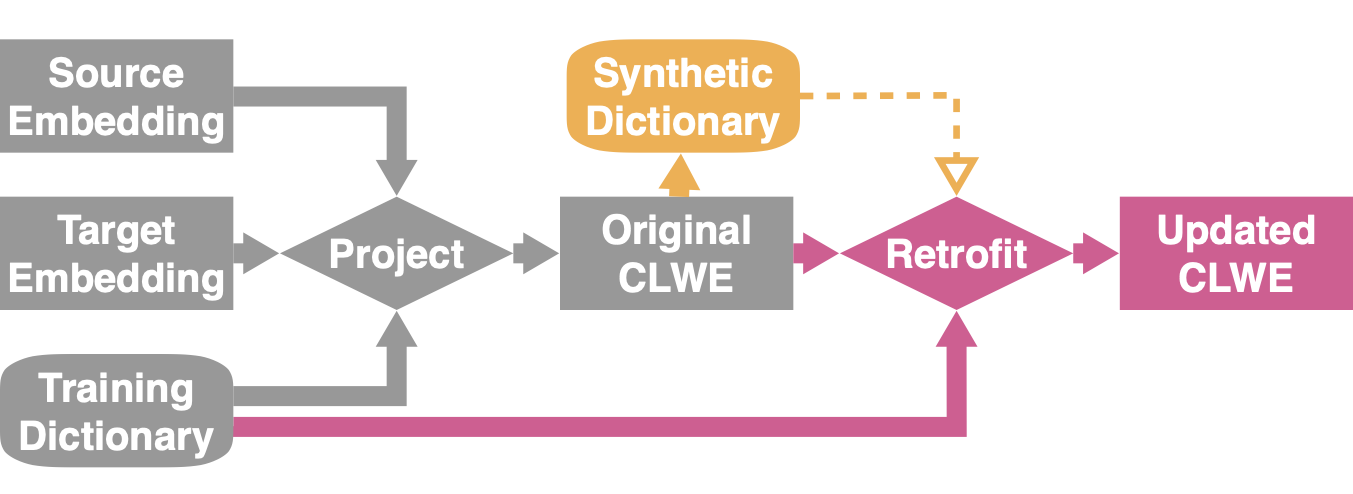 Source
Embedding
Synthetic
Dictionary
Target
Embedding
Project
Original
CLWE
Retrofit
Updated
CLWE
Training
Dictionary